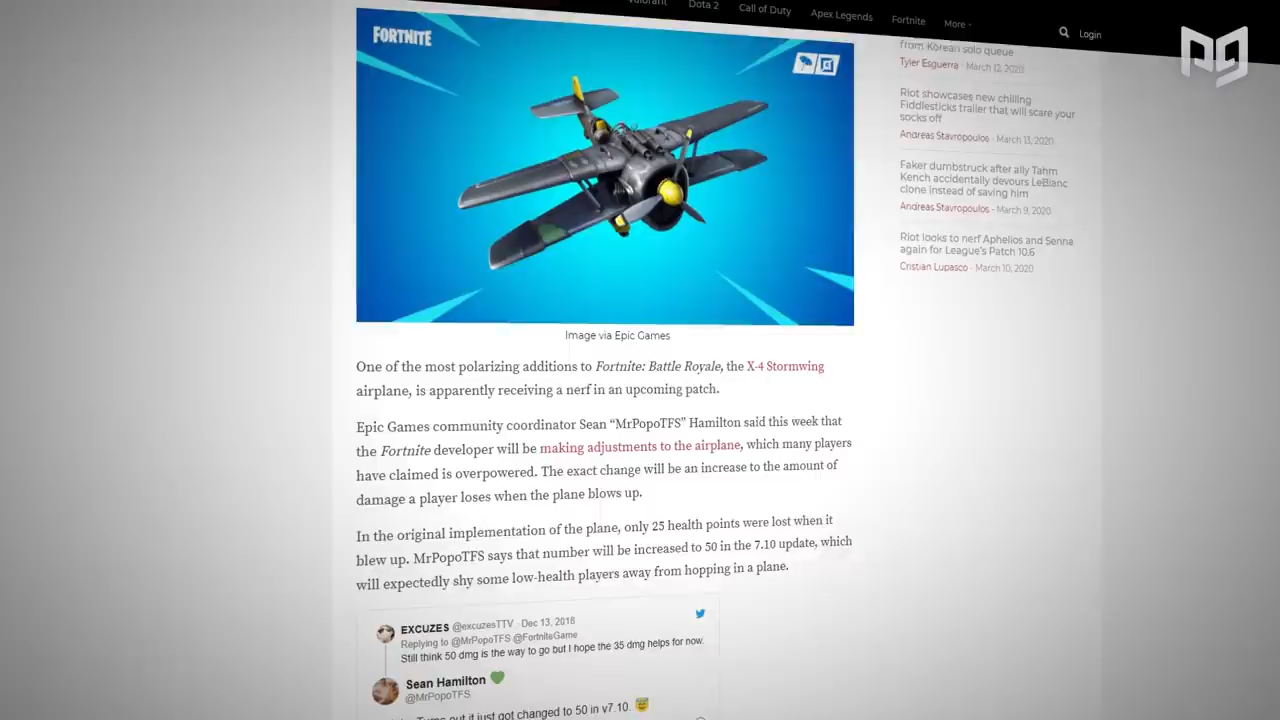 Valorant
Dota 2
Call of Duty
Apex Legends
Fortnite
More
Login
FORTNITE
from Korean solo queue
Tyler Esguerra - March 12, 2020
Riot showcases new chilling
Fiddlesticks trailer that will scare your
socks off
Andreas Stavropoulos - March 13, 2020
Faker dumbstruck after ally Tahm
Kench accidentally devours LeBlanc
clone instead of saving him
Andreas Stavropoulos - March 9, 2020
Riot looks to nerf Aphelios and Senna
again for League's Patch 10.6
Cristian Lupasco - March 10, 2020
Image via Epic Games
One of the most polarizing additions to Fortnite: Battle Royale, the X-4 Stormwing
airplane, is apparently receiving a nerf in an upcoming patch.
Epic Games community coordinator Sean “MrPopoTFS” Hamilton said this week that
the Fortnite developer will be making adjustments to the airplane, which many players
have claimed is overpowered. The exact change will be an increase to the amount of
damage a player loses when the plane blows up.
In the original implementation of the plane, only 25 health points were lost when it
blew up. MrPopoTFS says that number will be increased to 50 in the 7.10 update, which
will expectedly shy some low-health players away from hopping in a plane.
EXCUZES @excuzesTTV · Dec 13, 2018
Replying to @MrPopoTFS @FortniteGame
Still think 50 dmg is the way to go but I hope the 35 dmg helps for now.
Sean Hamilton 💚
@MrPopoTFS
Turns out it just got changed to 50 in v7.10. 😇